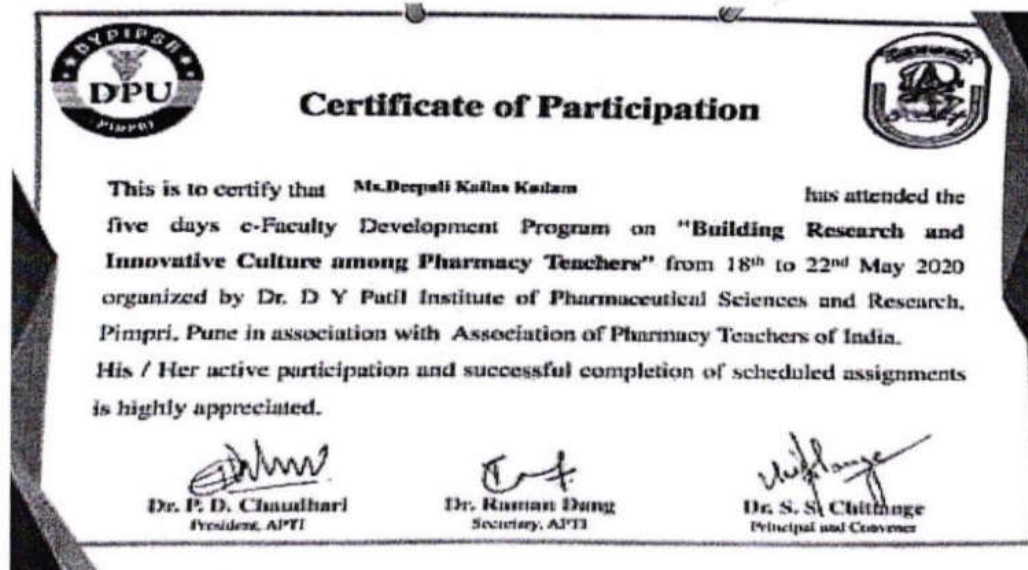 DYPIPSR
DPU
PIMPRI
Certificate of Participation
This is to certify that Ms.Deepali Kailas Kadam has attended the
five days e-Faculty Development Program on "Building Research and
Innovative Culture among Pharmacy Teachers" from 18th to 22nd May 2020
organized by Dr. D Y Patil Institute of Pharmaceutical Sciences and Research,
Pimpri, Pune in association with Association of Pharmacy Teachers of India.
His / Her active participation and successful completion of scheduled assignments
is highly appreciated.
Dr. P. D. Chaudhari Dr. Raman Dang Dr. S. S. Chitlange
President, APTI Secretary, APTI Principal and Convener